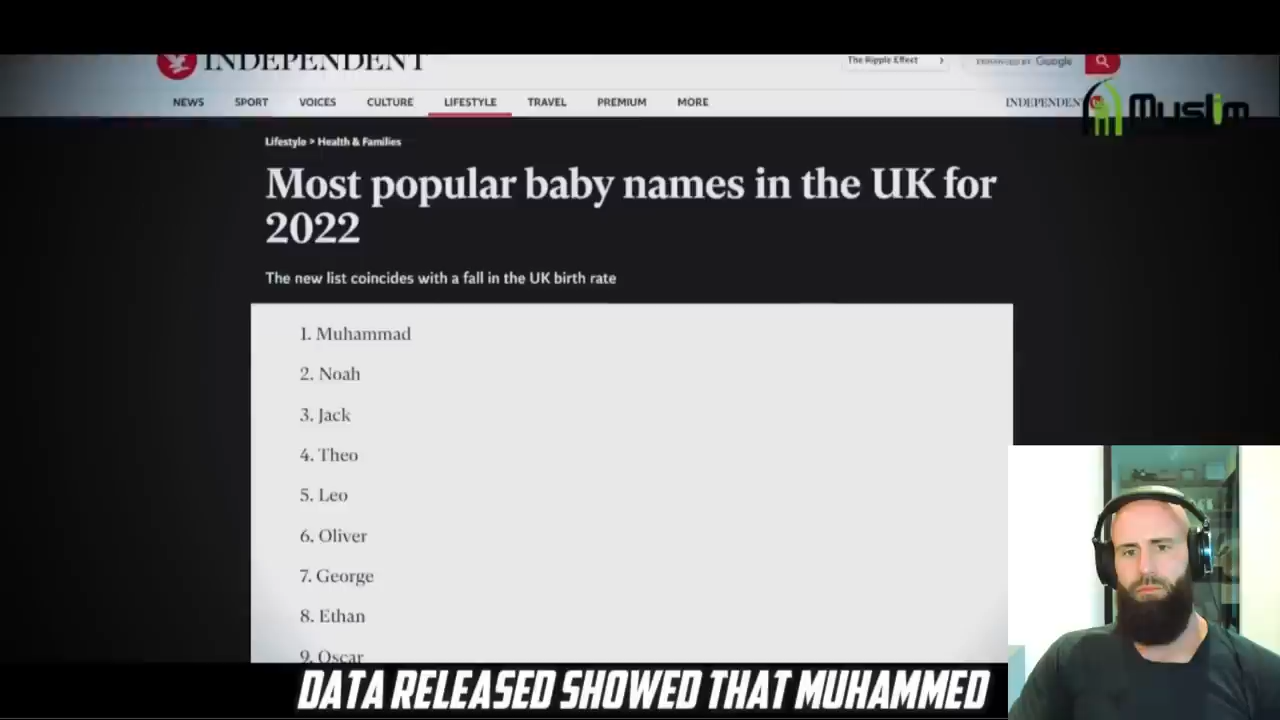 INDEPENDENT
The Ripple Effect
Google
NEWS SPORT VOICES CULTURE LIFESTYLE TRAVEL PREMIUM MORE
INDEPENDEN
Muslim
Lifestyle > Health & Families
Most popular baby names in the UK for
2022
The new list coincides with a fall in the UK birth rate
1. Muhammad
2. Noah
3. Jack
4. Theo
5. Leo
6. Oliver
7. George
8. Ethan
9. Oscar
DATA RELEASED SHOWED THAT MUHAMMED